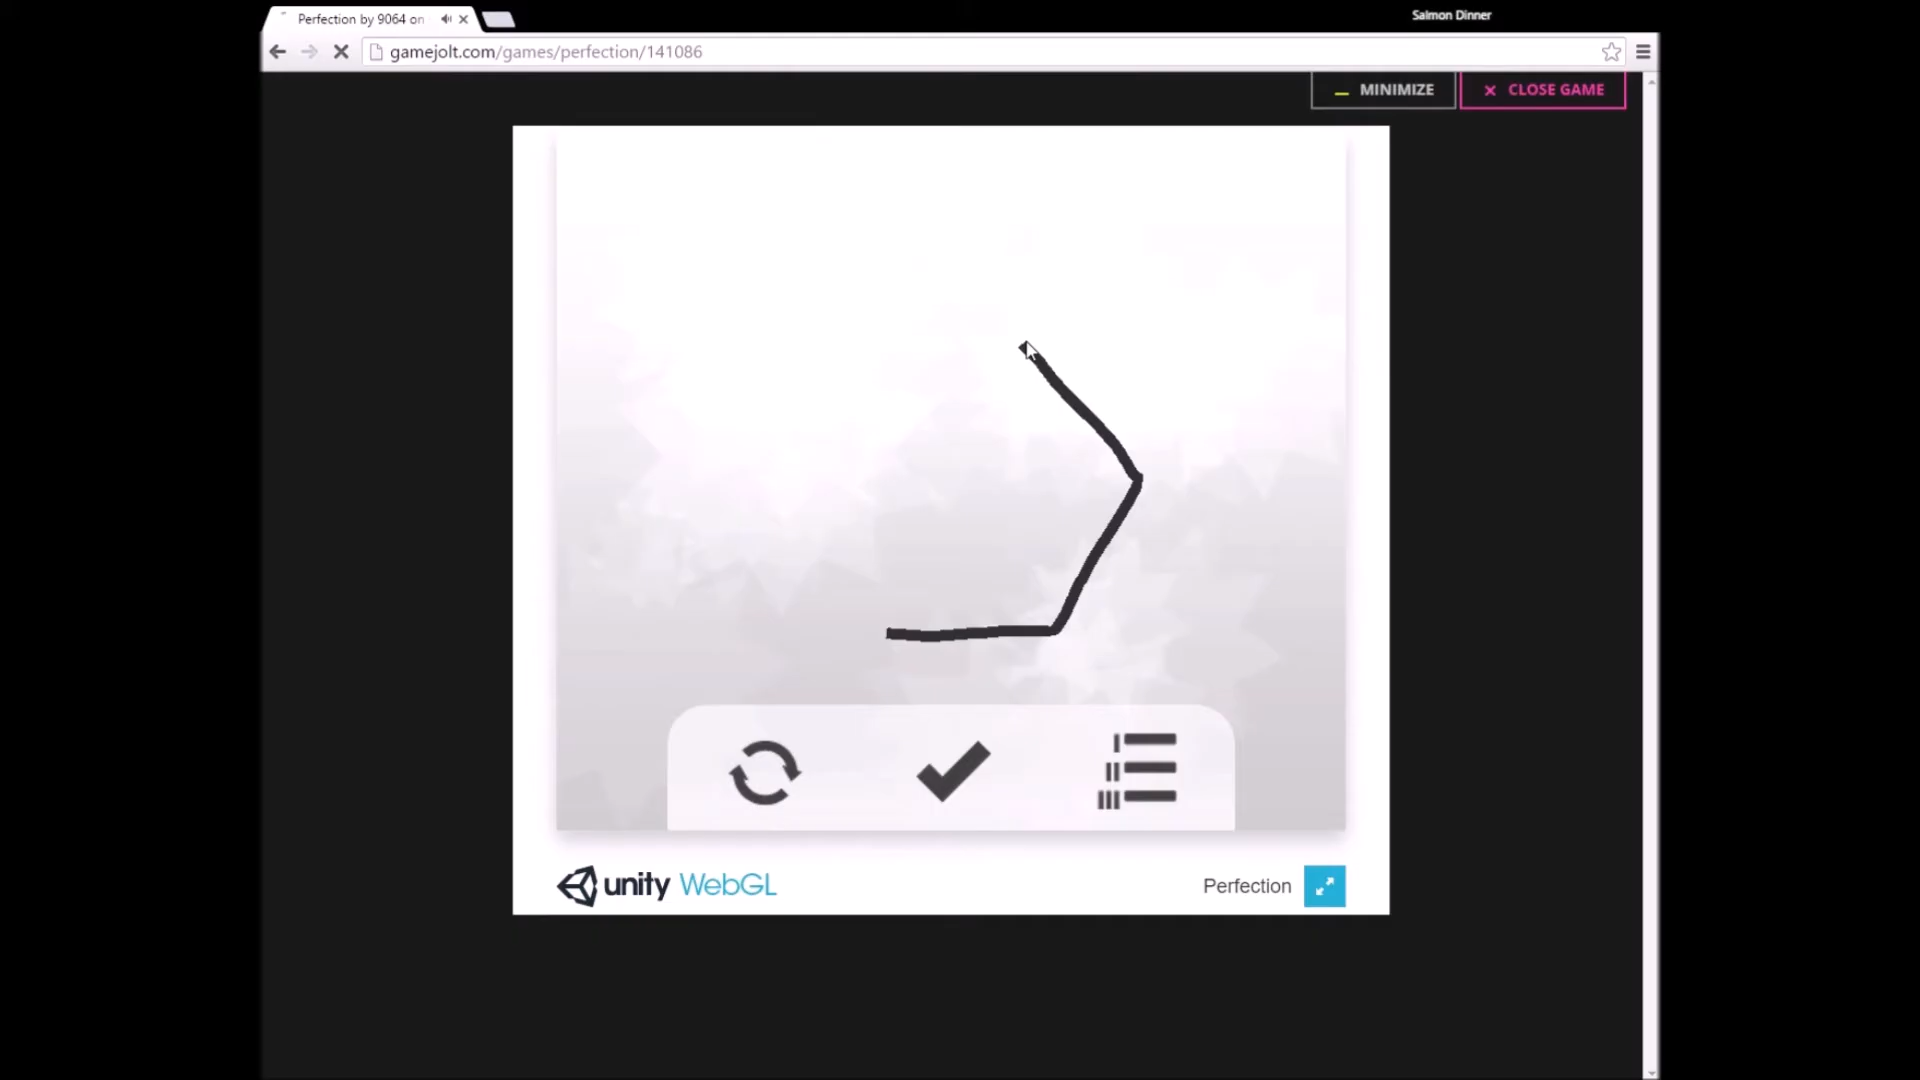 Salmon Dinner
Perfection by 9064 on
gamejolt.com/games/perfection/141086
MINIMIZE
CLOSE GAME
unity WebGL
Perfection